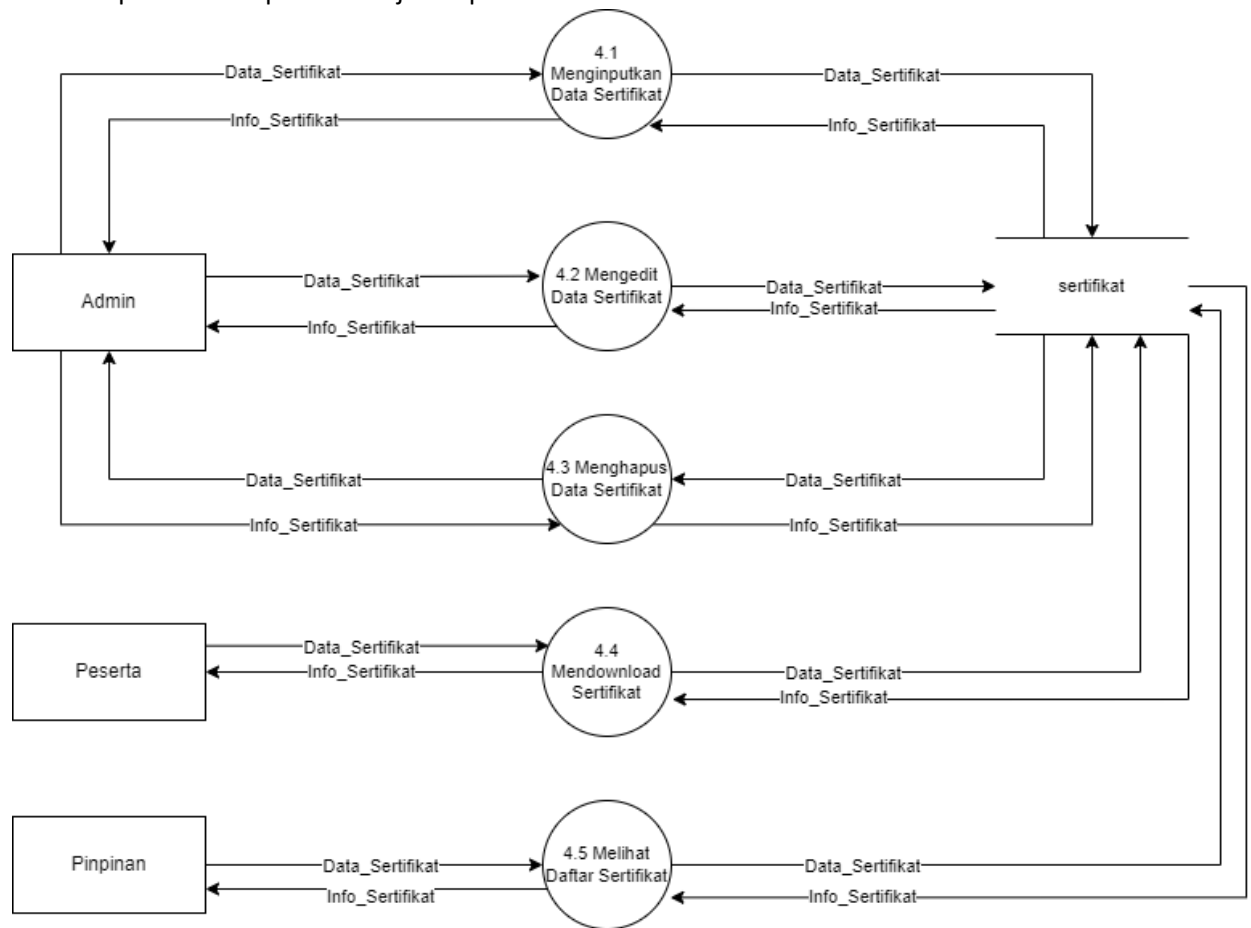 4.1
Menginputkan
Data Sertifikat
Data_Sertifikat
Data_Sertifikat
Info_Sertifikat
Info_Sertifikat
Admin
4.2 Mengedit
Data Sertifikat
Data_Sertifikat
Data_Sertifikat
Info_Sertifikat
Info_Sertifikat
sertifikat
4.3 Menghapus
Data Sertifikat
Data_Sertifikat
Data_Sertifikat
Info_Sertifikat
Info_Sertifikat
Peserta
Data_Sertifikat
Info_Sertifikat
4.4
Mendownload
Sertifikat
Data_Sertifikat
Info_Sertifikat
Pinpinan
Data_Sertifikat
Info_Sertifikat
4.5 Melihat
Daftar Sertifikat
Data_Sertifikat
Info_Sertifikat